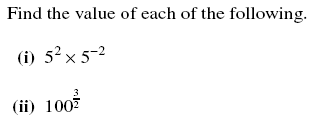 Find the value of each of the following.
(i) 5² × 5⁻²
(ii) 100^(3/2)